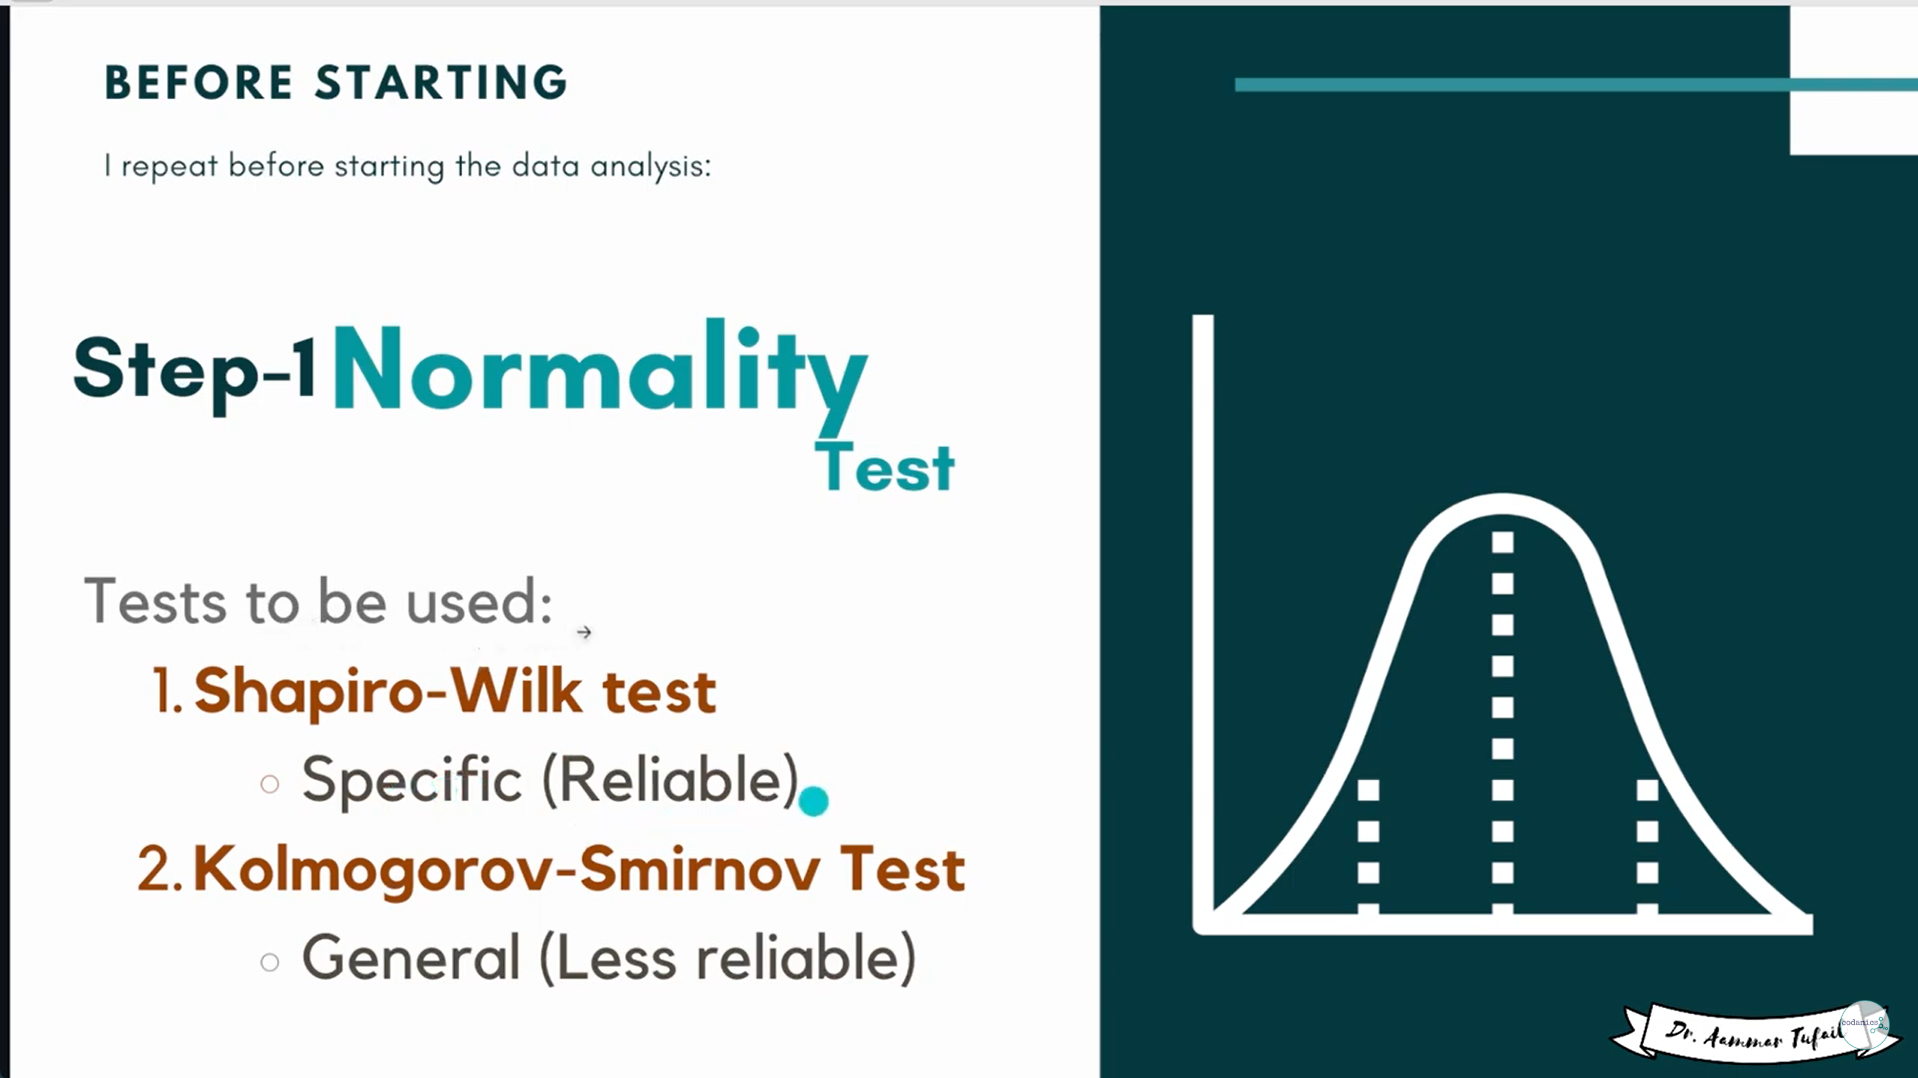 BEFORE STARTING
I repeat before starting the data analysis:
Step-1 Normality
Test
Tests to be used:
1. Shapiro-Wilk test
Specific (Reliable)
2. Kolmogorov-Smirnov Test
General (Less reliable)
Dr. Aammar Tufail
codanics